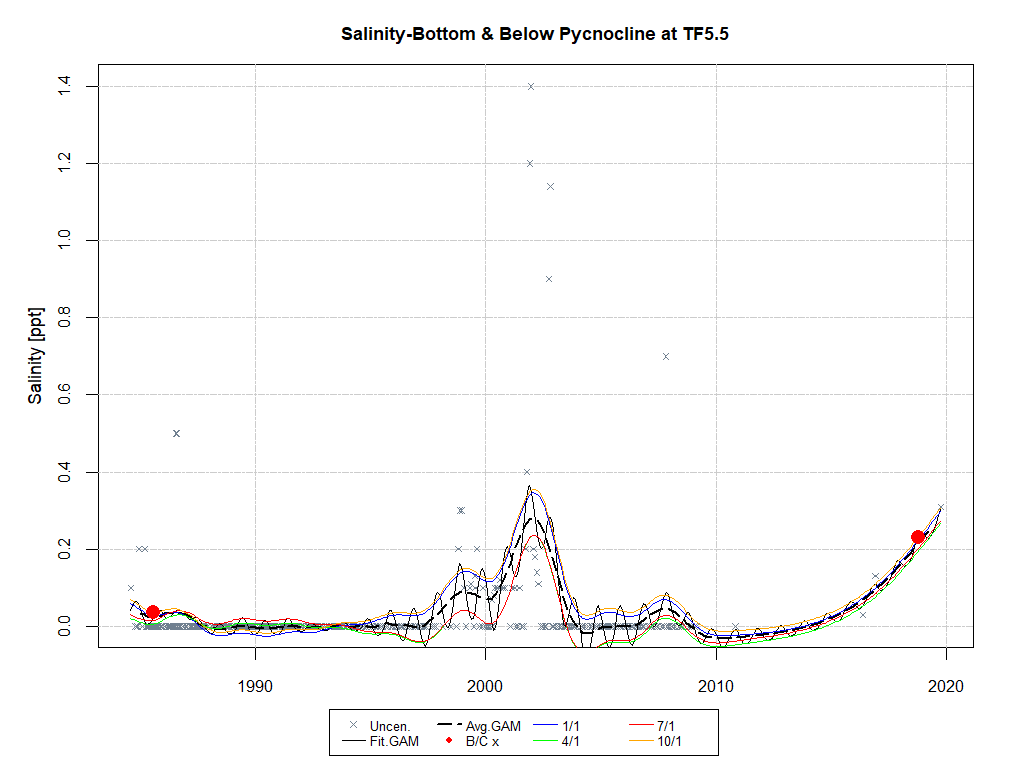 Salinity-Bottom & Below Pycnocline at TF5.5
Salinity [ppt]
1.4
1.2
1.0
0.8
0.6
0.4
0.2
0.0
1990 2000 2010 2020
Uncen. Avg.GAM 1/1 7/1
Fit.GAM B/C x 4/1 10/1